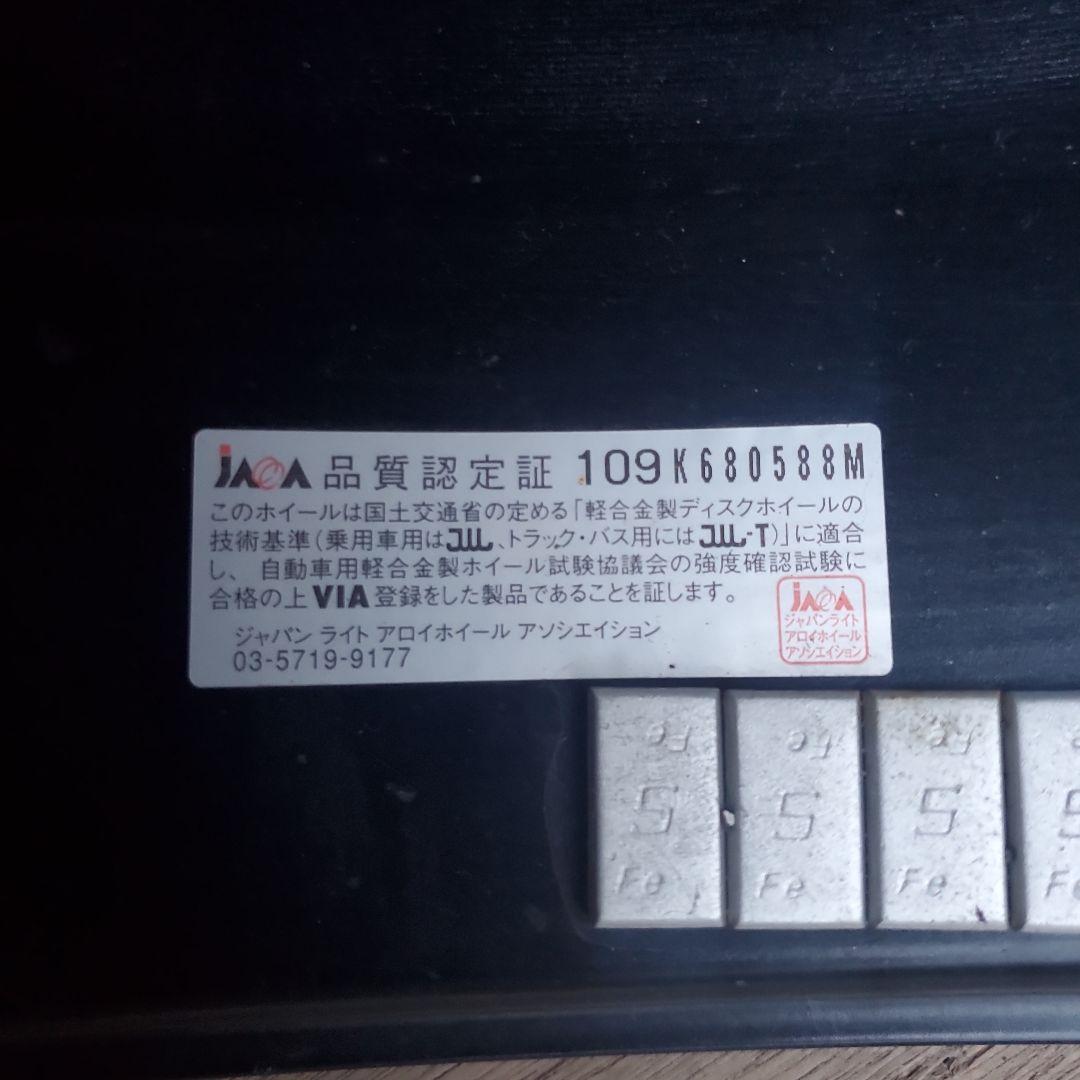 JAWA 品質認定証 109 K680588M
このホイールは国土交通省の定める「軽合金製ディスクホイールの
技術基準(乗用車用はJWL、トラック・バス用にはJWL-T)」に適合
し、自動車用軽合金製ホイール試験協議会の強度確認試験に
合格の上VIA登録をした製品であることを証します。
ジャパン ライト アロイホイール アソシエイション
03-5719-9177
JAWA
ジャパンライト
アロイホイール
アソシエイション
Fe Fe Fe
5 5 5 5
Fe Fe Fe Fe